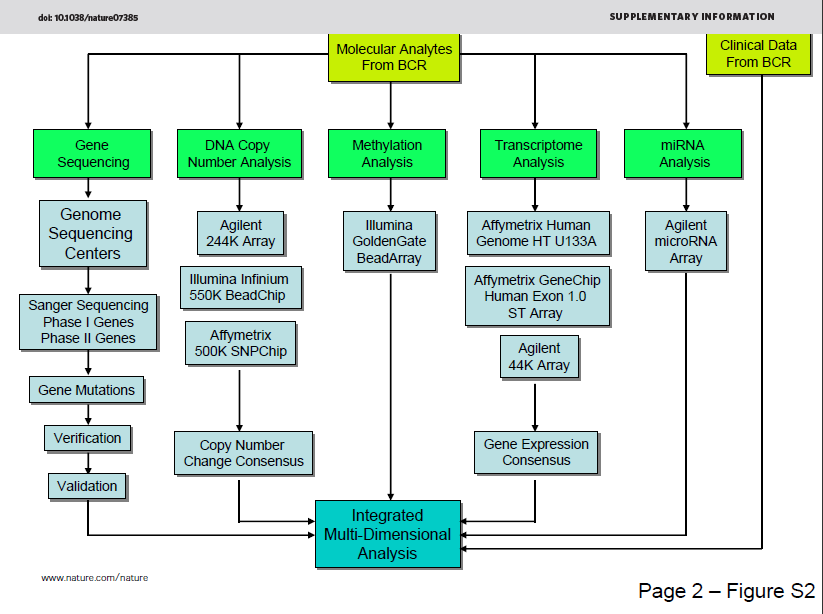 doi: 10.1038/nature07385
SUPPLEMENTARY INFORMATION
Molecular Analytes
From BCR
Clinical Data
From BCR
Gene
Sequencing
DNA Copy
Number Analysis
Methylation
Analysis
Transcriptome
Analysis
miRNA
Analysis
Genome
Sequencing
Centers
Sanger Sequencing
Phase I Genes
Phase II Genes
Gene Mutations
Verification
Validation
Agilent
244K Array
Illumina Infinium
550K BeadChip
Affymetrix
500K SNPChip
Copy Number
Change Consensus
Illumina
GoldenGate
BeadArray
Affymetrix Human
Genome HT U133A
Affymetrix GeneChip
Human Exon 1.0
ST Array
Agilent
44K Array
Gene Expression
Consensus
Agilent
microRNA
Array
Integrated
Multi-Dimensional
Analysis
www.nature.com/nature
Page 2 – Figure S2